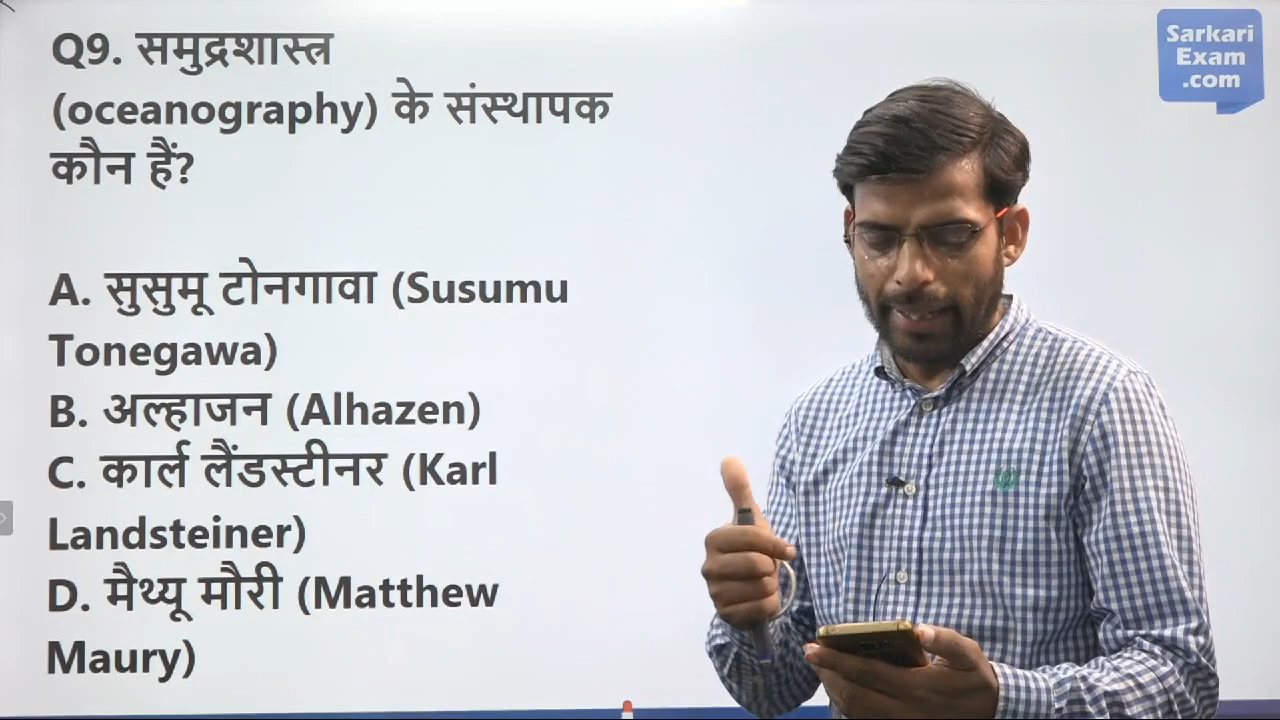 Q9. समुद्रशास्त्र
(oceanography) के संस्थापक
कौन हैं?
A. सुसुमू टोनगावा (Susumu
Tonegawa)
B. अल्हाजन (Alhazen)
C. कार्ल लैंडस्टीनर (Karl
Landsteiner)
D. मैथ्यू मौरी (Matthew
Maury)
Sarkari
Exam
.com